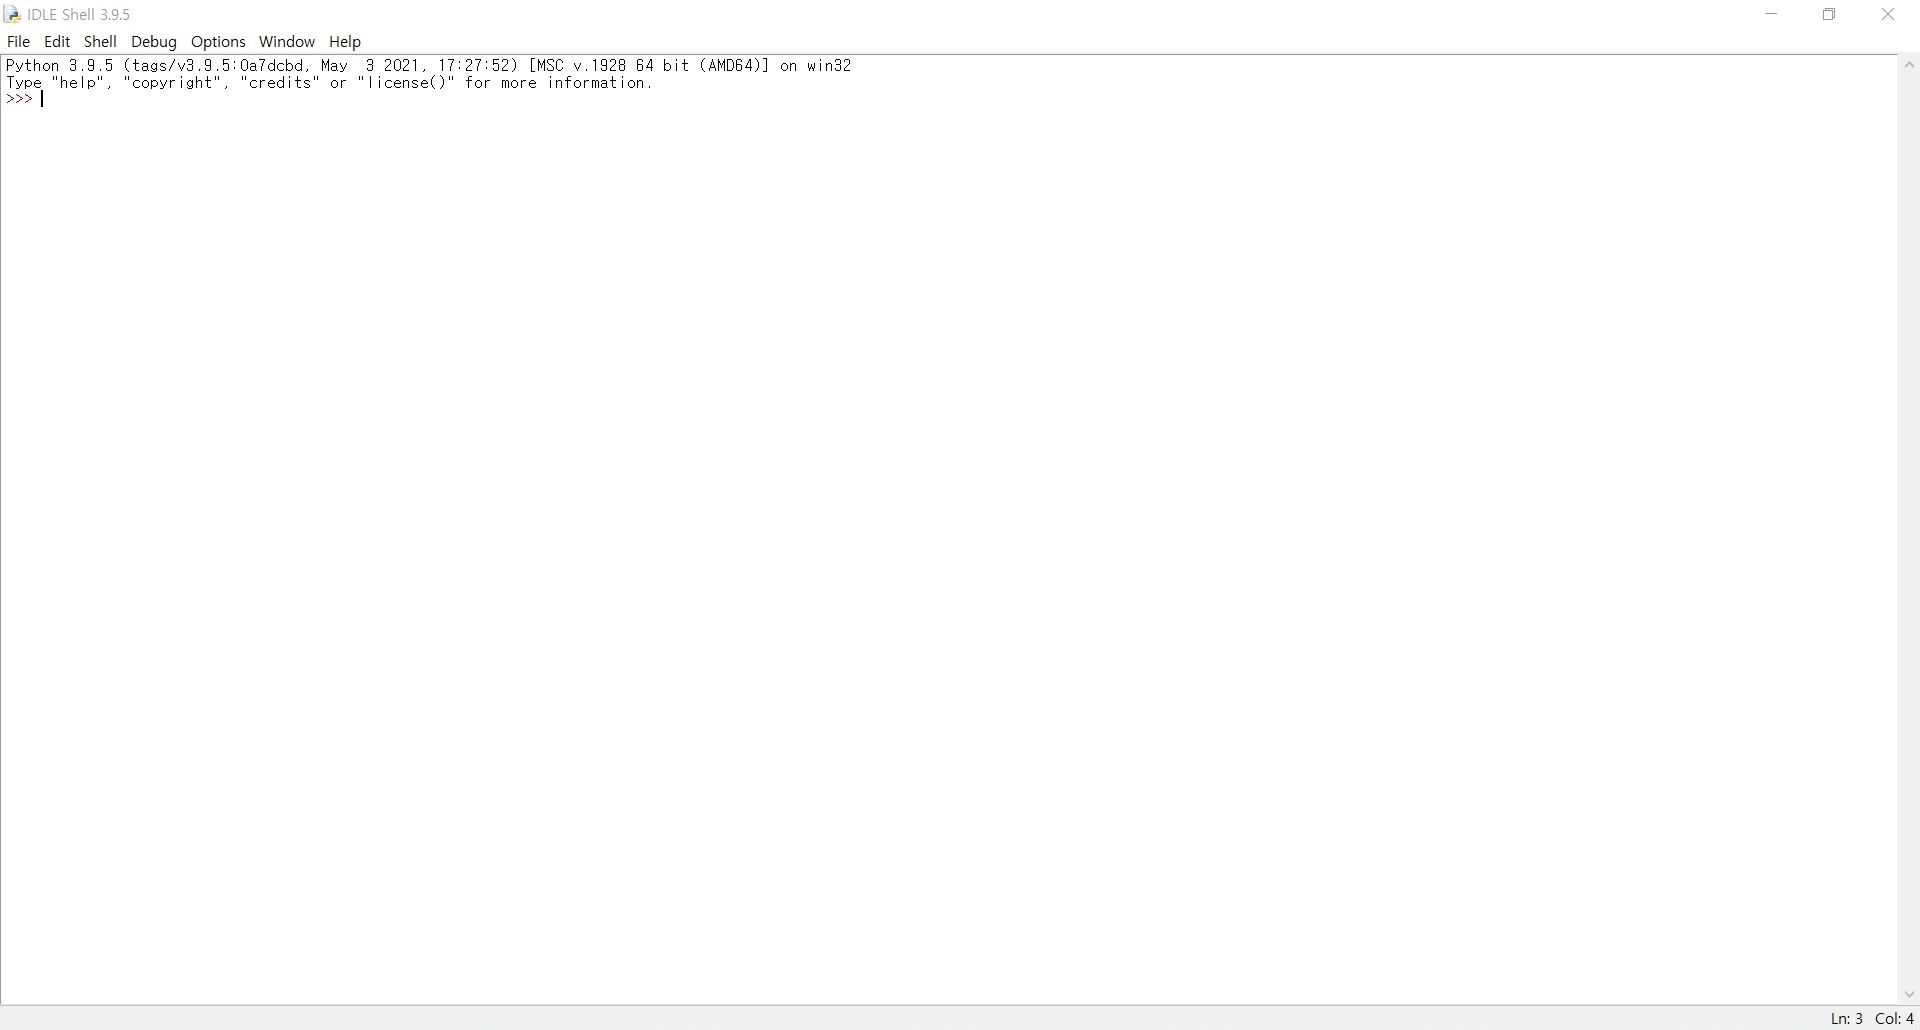 IDLE Shell 3.9.5
File Edit Shell Debug Options Window Help
Python 3.9.5 (tags/v3.9.5:0a7dcbd, May  3 2021, 17:27:52) [MSC v.1928 64 bit (AMD64)] on win32
Type "help", "copyright", "credits" or "license()" for more information.
>>>
Ln: 3 Col: 4